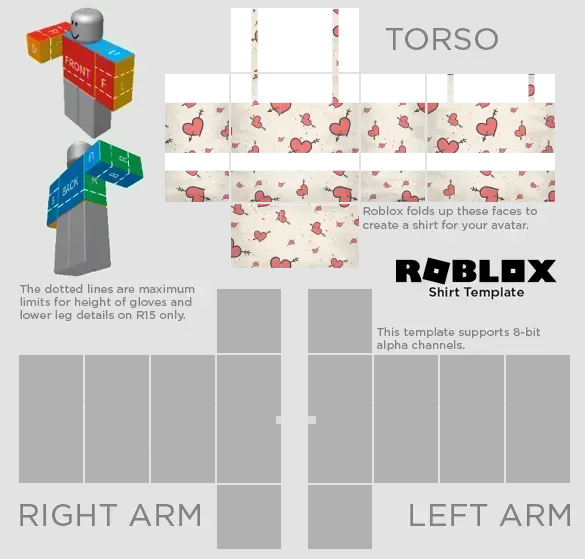 TORSO
FRONT
F
L
BACK
R
B
Roblox folds up these faces to
create a shirt for your avatar.
ROBLOX
Shirt Template
The dotted lines are maximum
limits for height of gloves and
lower leg details on R15 only.
This template supports 8-bit
alpha channels.
RIGHT ARM
LEFT ARM